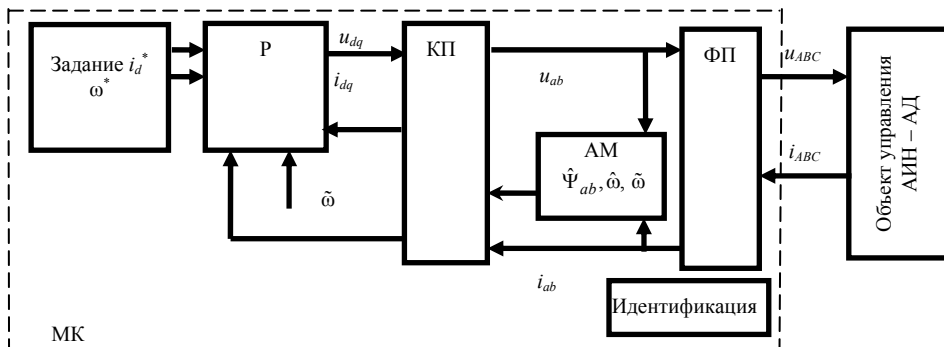 Задание i_d^*
ω^*
Р
u_dq
i_dq
ω̃
КП
u_ab
АМ
Ψ̂_ab, ω̂, ω̃
i_ab
ФП
u_ABC
i_ABC
Объект управления
АИН – АД
Идентификация
МК